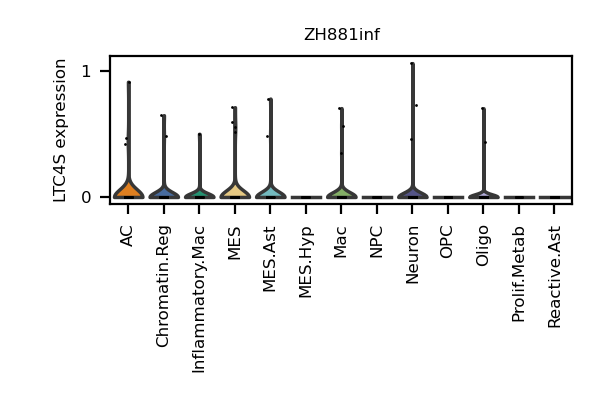 ZH881inf
LTC4S expression
1
0
AC
Chromatin.Reg
Inflammatory.Mac
MES
MES.Ast
MES.Hyp
Mac
NPC
Neuron
OPC
Oligo
Prolif.Metab
Reactive.Ast